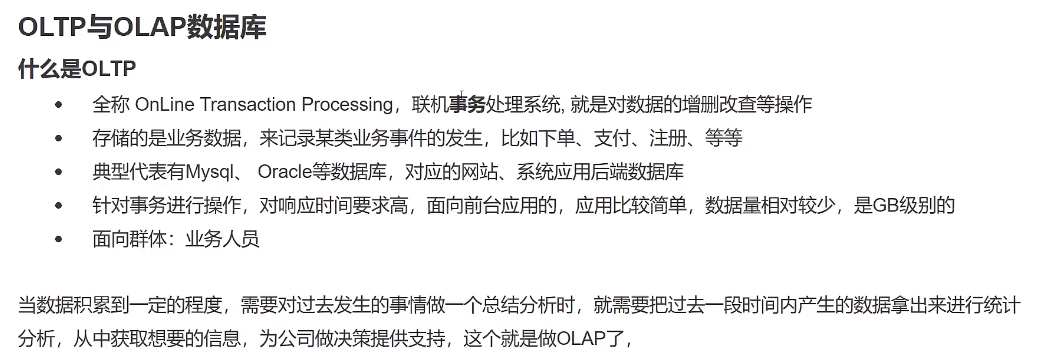 OLTP与OLAP数据库
什么是OLTP
• 全称 OnLine Transaction Processing，联机事务处理系统, 就是对数据的增删改查等操作
• 存储的是业务数据，来记录某类业务事件的发生，比如下单、支付、注册、等等
• 典型代表有Mysql、 Oracle等数据库，对应的网站、系统应用后端数据库
• 针对事务进行操作，对响应时间要求高，面向前台应用的，应用比较简单，数据量相对较少，是GB级别的
• 面向群体：业务人员
当数据积累到一定的程度，需要对过去发生的事情做一个总结分析时，就需要把过去一段时间内产生的数据拿出来进行统计
分析，从中获取想要的信息，为公司做决策提供支持，这个就是做OLAP了，